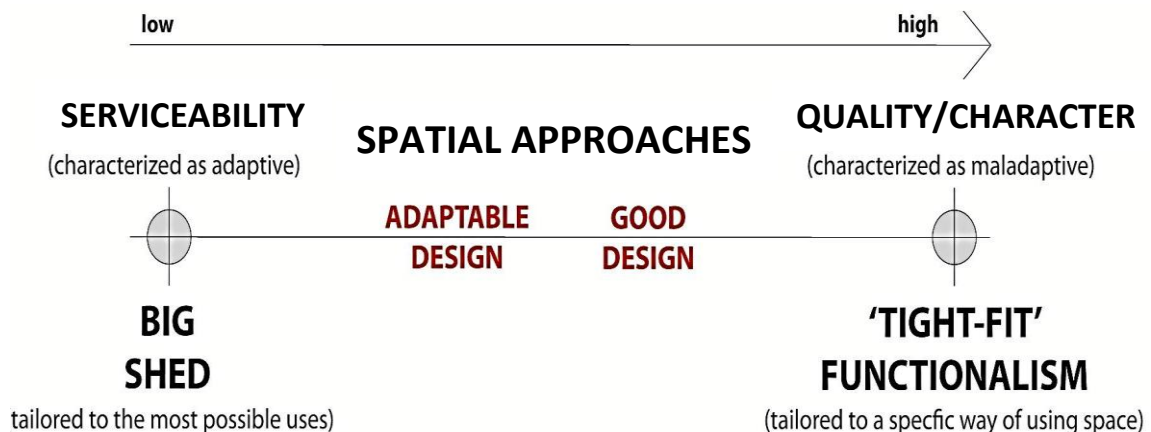 low high
SERVICEABILITY
(characterized as adaptive)
SPATIAL APPROACHES
QUALITY/CHARACTER
(characterized as maladaptive)
ADAPTABLE
DESIGN
GOOD
DESIGN
BIG
SHED
tailored to the most possible uses)
‘TIGHT-FIT’
FUNCTIONALISM
(tailored to a specfic way of using space)